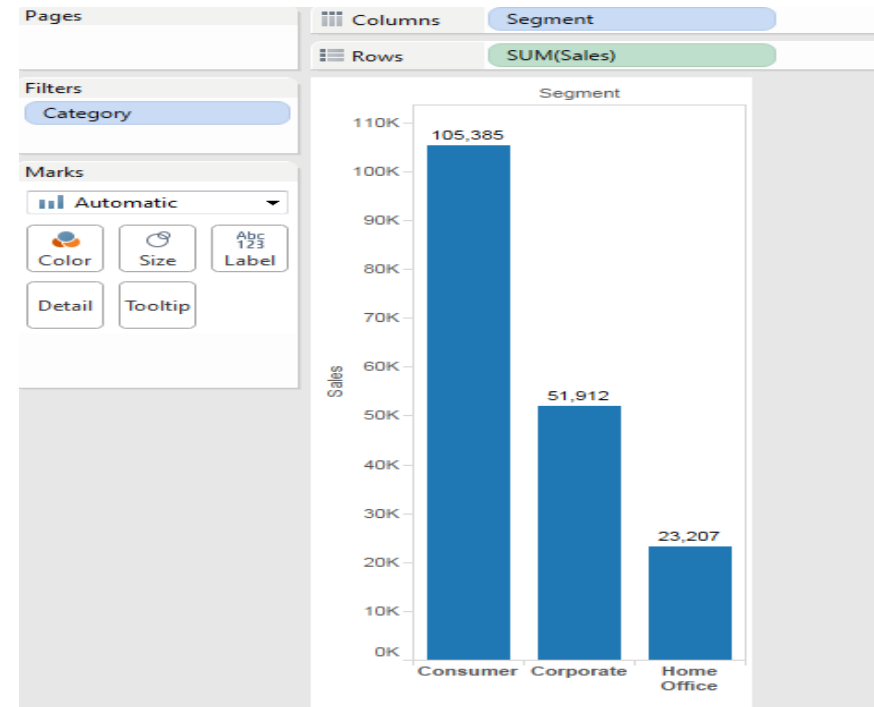 Pages
Columns
Segment
Rows
SUM(Sales)
Filters
Category
Marks
Automatic
Color
Size
Abc
123
Label
Detail
Tooltip
Segment
Sales
110K
100K
90K
80K
70K
60K
50K
40K
30K
20K
10K
0K
105,385
51,912
23,207
Consumer
Corporate
Home
Office